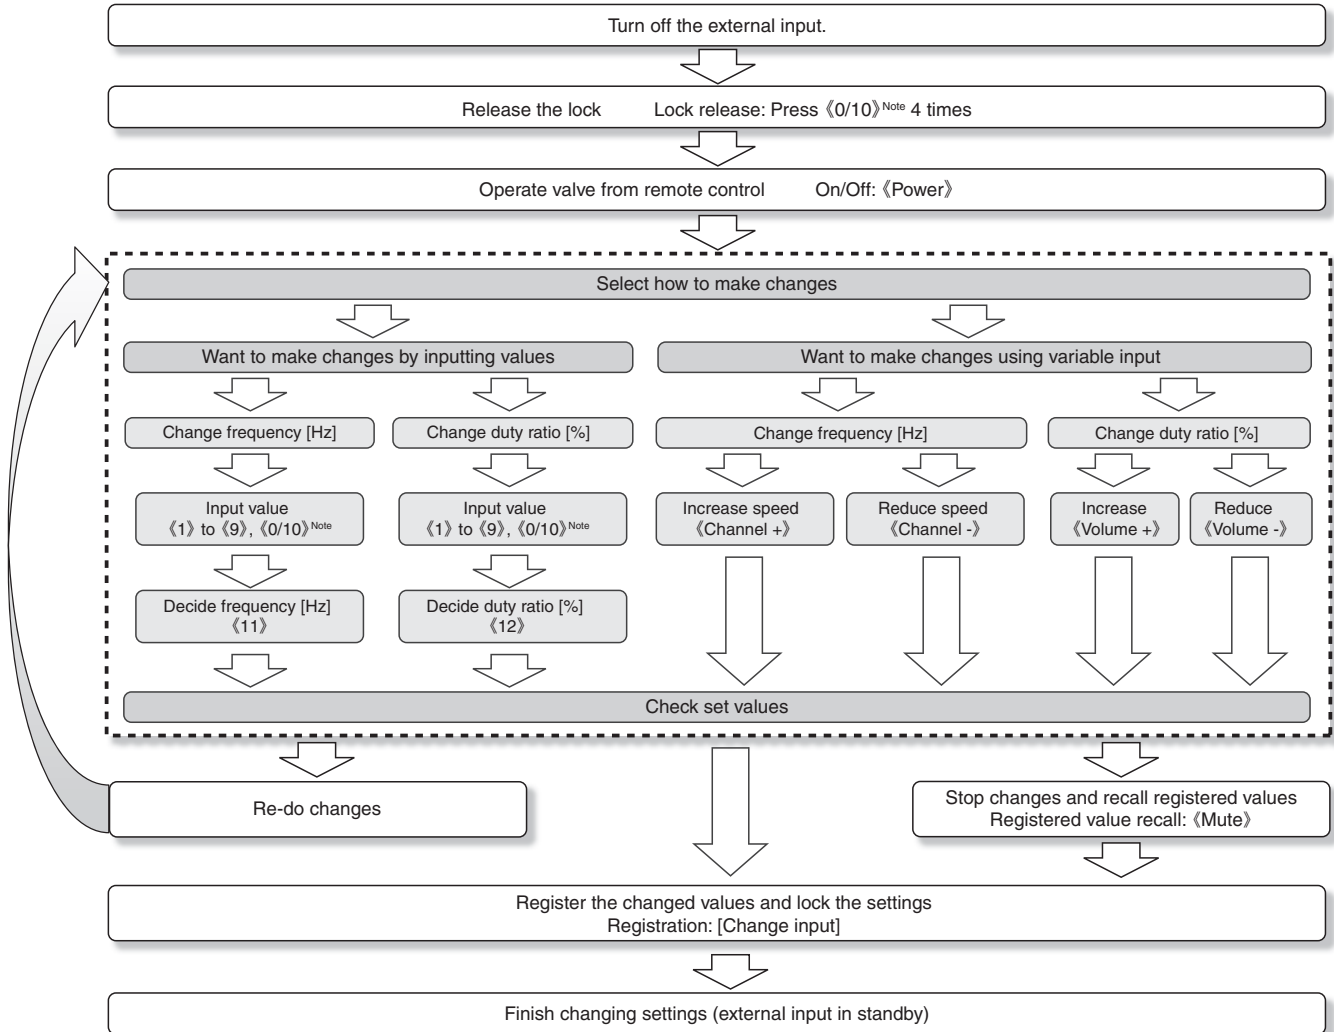 Turn off the external input.
Release the lock Lock release: Press 《0/10》Note 4 times
Operate valve from remote control On/Off: 《Power》
Select how to make changes
Want to make changes by inputting values
Want to make changes using variable input
Change frequency [Hz]
Change duty ratio [%]
Change frequency [Hz]
Change duty ratio [%]
Input value
《1》 to 《9》, 《0/10》Note
Input value
《1》 to 《9》, 《0/10》Note
Increase speed
《Channel +》
Reduce speed
《Channel -》
Increase
《Volume +》
Reduce
《Volume -》
Decide frequency [Hz]
《11》
Decide duty ratio [%]
《12》
Check set values
Re-do changes
Stop changes and recall registered values
Registered value recall: 《Mute》
Register the changed values and lock the settings
Registration: [Change input]
Finish changing settings (external input in standby)